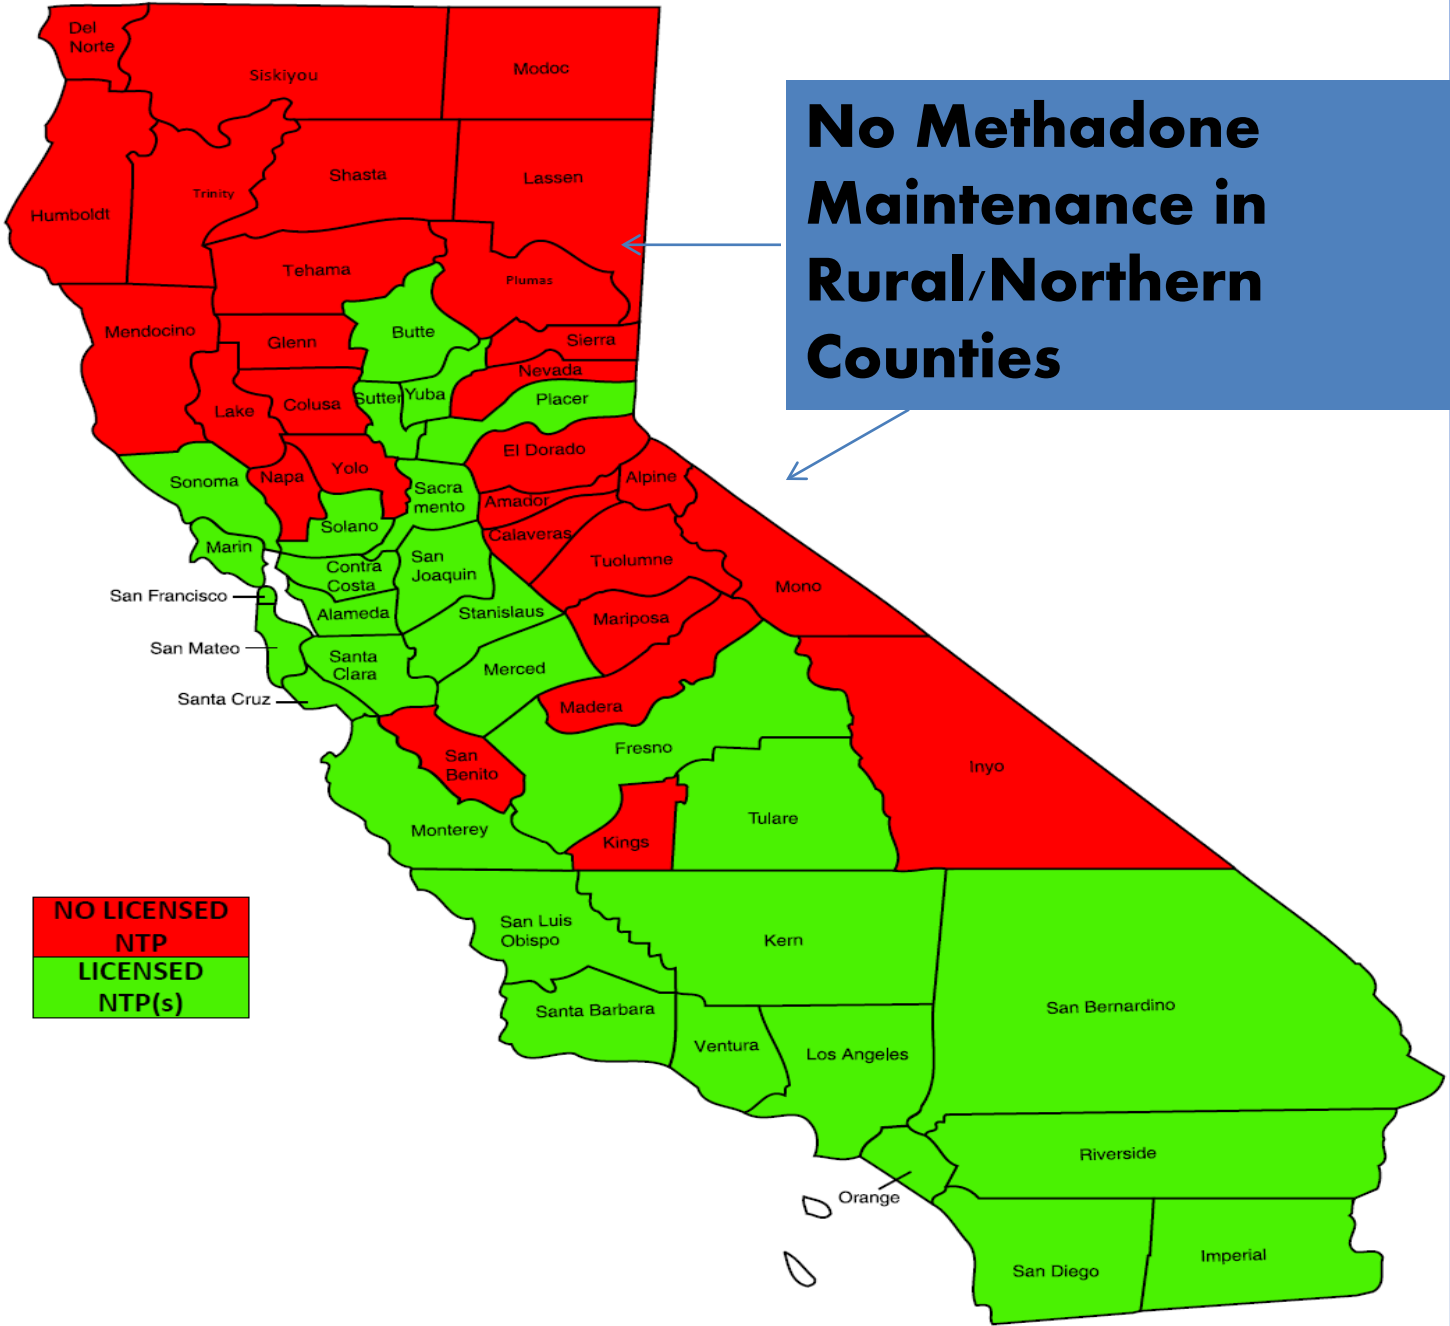 Del
Norte
Siskiyou
Modoc
No Methadone
Maintenance in
Rural/Northern
Counties
Shasta
Lassen
Trinity
Humboldt
Tehama
Plumas
Mendocino
Butte
Glenn
Sierra
Nevada
Sutter
Yuba
Placer
Lake
Colusa
El Dorado
Sonoma
Napa
Yolo
Alpine
Sacra
mento
Amador
Solano
Calaveras
Marin
Contra
Costa
San
Joaquin
Tuolumne
Mono
San Francisco
Alameda
Stanislaus
Mariposa
San Mateo
Santa
Clara
Merced
Santa Cruz
Madera
Fresno
San
Benito
Inyo
Monterey
Kings
Tulare
NO LICENSED
NTP
LICENSED
NTP(s)
San Luis
Obispo
Kern
Santa Barbara
San Bernardino
Ventura
Los Angeles
Riverside
Orange
San Diego
Imperial